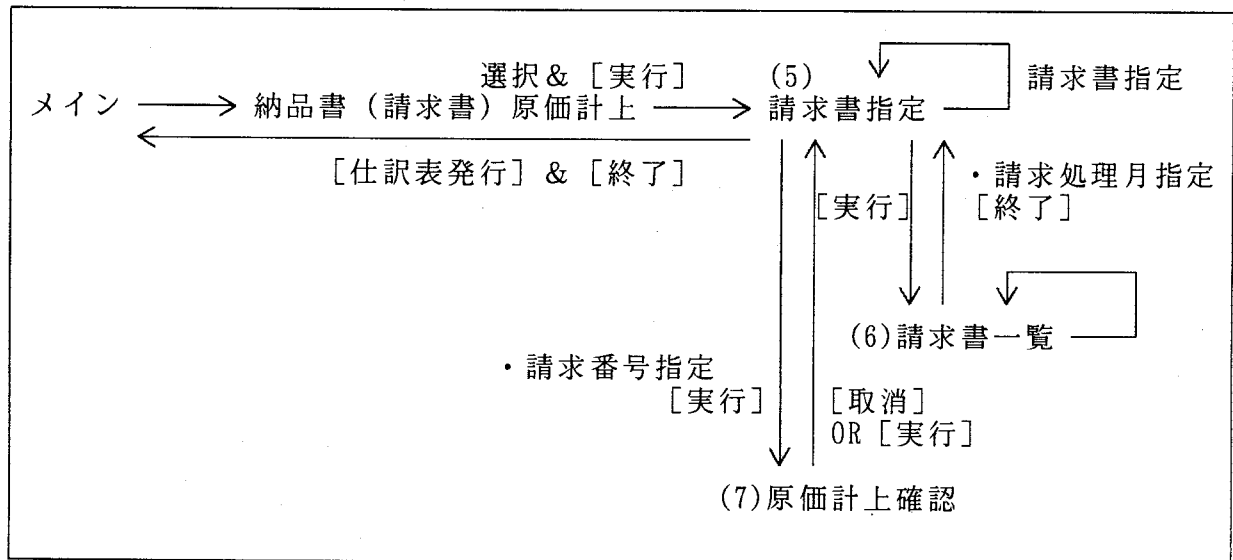 選択&［実行］
(5)
請求書指定
メイン
納品書（請求書）原価計上
請求書指定
［仕訳表発行］&［終了］
・請求処理月指定
［実行］
［終了］
(6)請求書一覧
・請求番号指定
［実行］
［取消］
OR［実行］
(7)原価計上確認